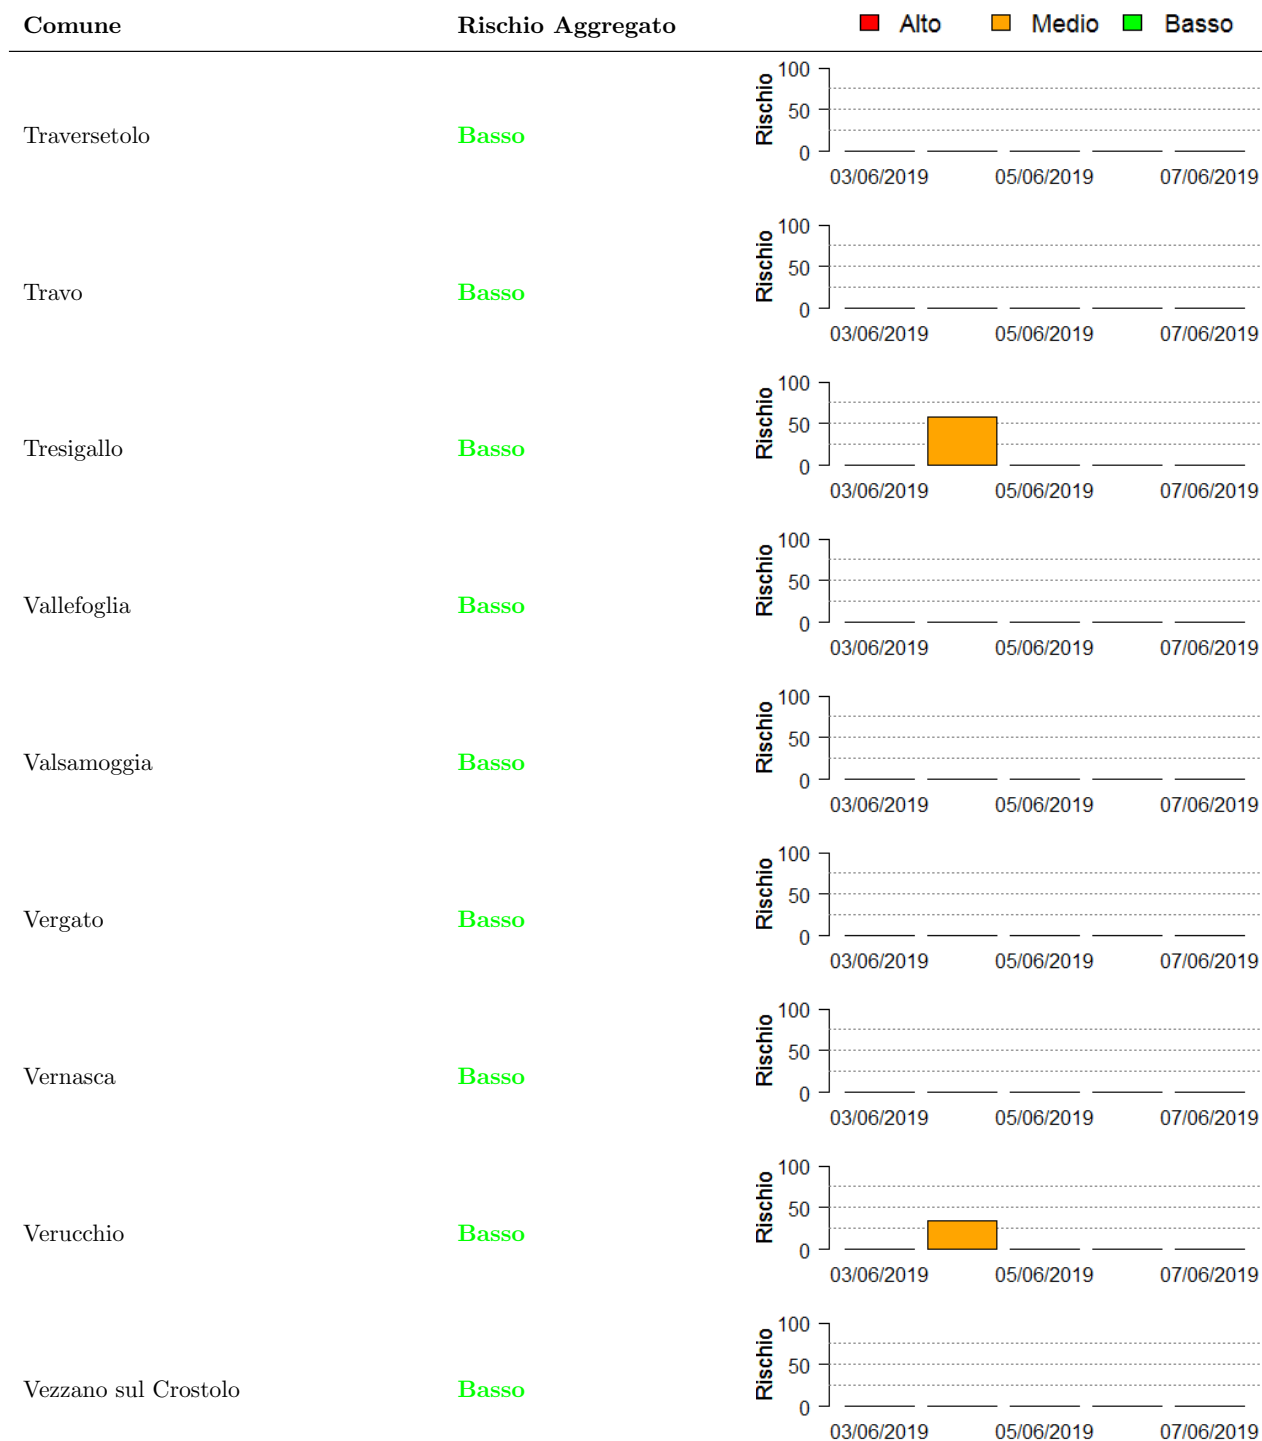 Comune Rischio Aggregato Alto Medio Basso
100
50
0
Rischio
Traversetolo Basso
03/06/2019 05/06/2019 07/06/2019
100
50
0
Rischio
Travo Basso
03/06/2019 05/06/2019 07/06/2019
100
50
0
Rischio
Tresigallo Basso
03/06/2019 05/06/2019 07/06/2019
100
50
0
Rischio
Vallefoglia Basso
03/06/2019 05/06/2019 07/06/2019
100
50
0
Rischio
Valsamoggia Basso
03/06/2019 05/06/2019 07/06/2019
100
50
0
Rischio
Vergato Basso
03/06/2019 05/06/2019 07/06/2019
100
50
0
Rischio
Vernasca Basso
03/06/2019 05/06/2019 07/06/2019
100
50
0
Rischio
Verucchio Basso
03/06/2019 05/06/2019 07/06/2019
100
50
0
Rischio
Vezzano sul Crostolo Basso
03/06/2019 05/06/2019 07/06/2019